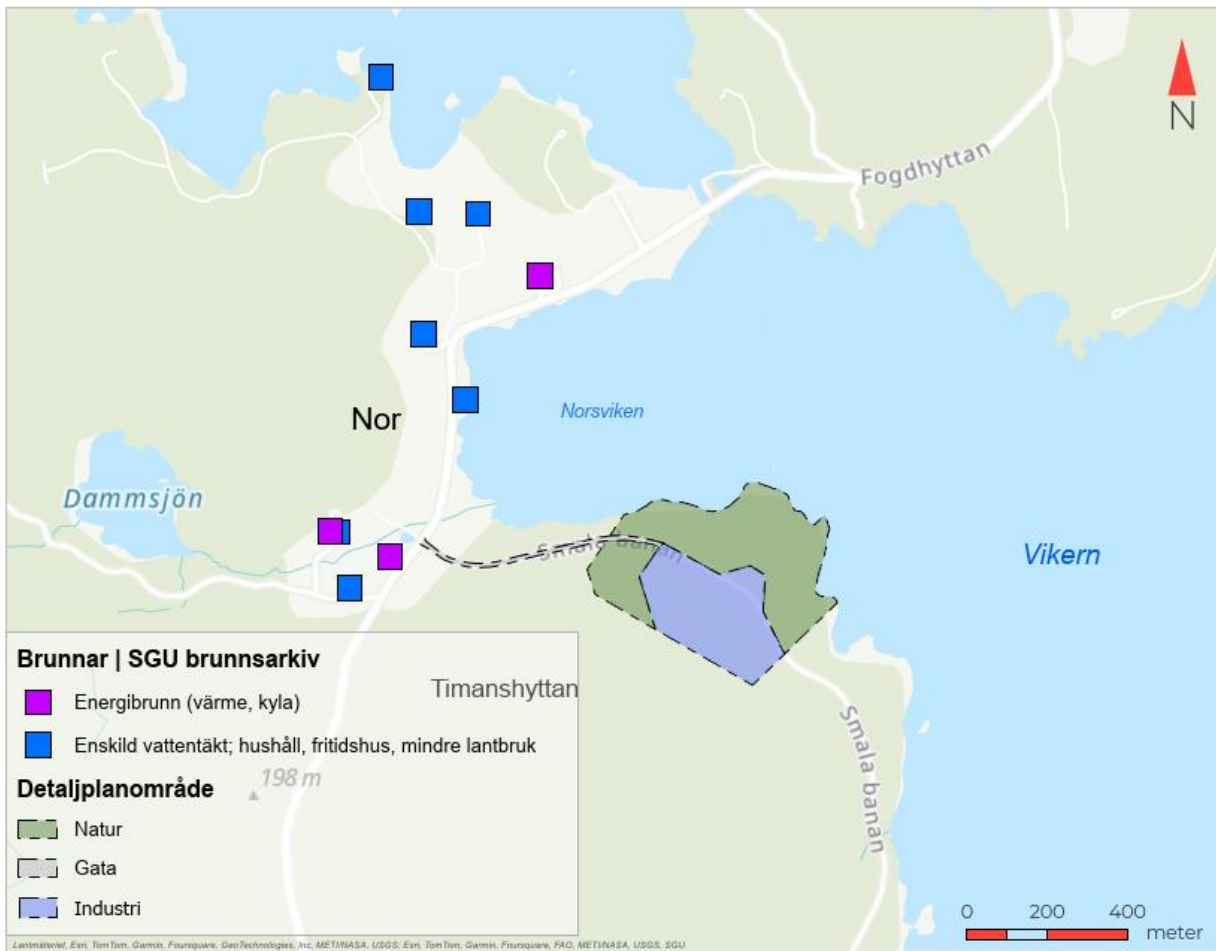 N
Fogdhyttan
Norsviken
Nor
Dammsjön
Smala banan
Vikern
Brunnar | SGU brunnsarkiv
Energibrunn (värme, kyla)
Timanshyttan
Enskild vattentäkt; hushåll, fritidshus, mindre lantbruk
Detaljplanområde
198 m
Natur
Gata
Industri
Smala banan
0 200 400
meter
Lantmäteriet, Esri, TomTom, Garmin, Foursquare, GeoTechnologies, Inc, METI/NASA, USGS; Esri, TomTom, Garmin, Foursquare, FAO, METI/NASA, USGS, SGU